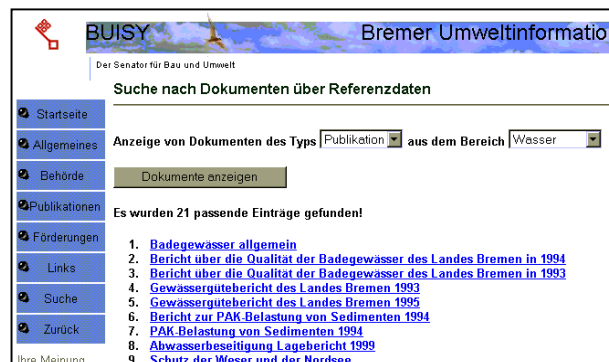 BUISY Bremer Umweltinformatio
Der Senator für Bau und Umwelt
Suche nach Dokumenten über Referenzdaten
Startseite
Allgemeines
Behörde
Publikationen
Förderungen
Links
Suche
Zurück
Ihre Meinung
Anzeige von Dokumenten des Typs Publikation aus dem Bereich Wasser
Dokumente anzeigen
Es wurden 21 passende Einträge gefunden!
1. Badegewässer allgemein
2. Bericht über die Qualität der Badegewässer des Landes Bremen in 1994
3. Bericht über die Qualität der Badegewässer des Landes Bremen in 1993
4. Gewässergütebericht des Landes Bremen 1993
5. Gewässergütebericht des Landes Bremen 1995
6. Bericht zur PAK-Belastung von Sedimenten 1994
7. PAK-Belastung von Sedimenten 1994
8. Abwasserbeseitigung Lagebericht 1999
9. Schutz der Weser und der Nordsee